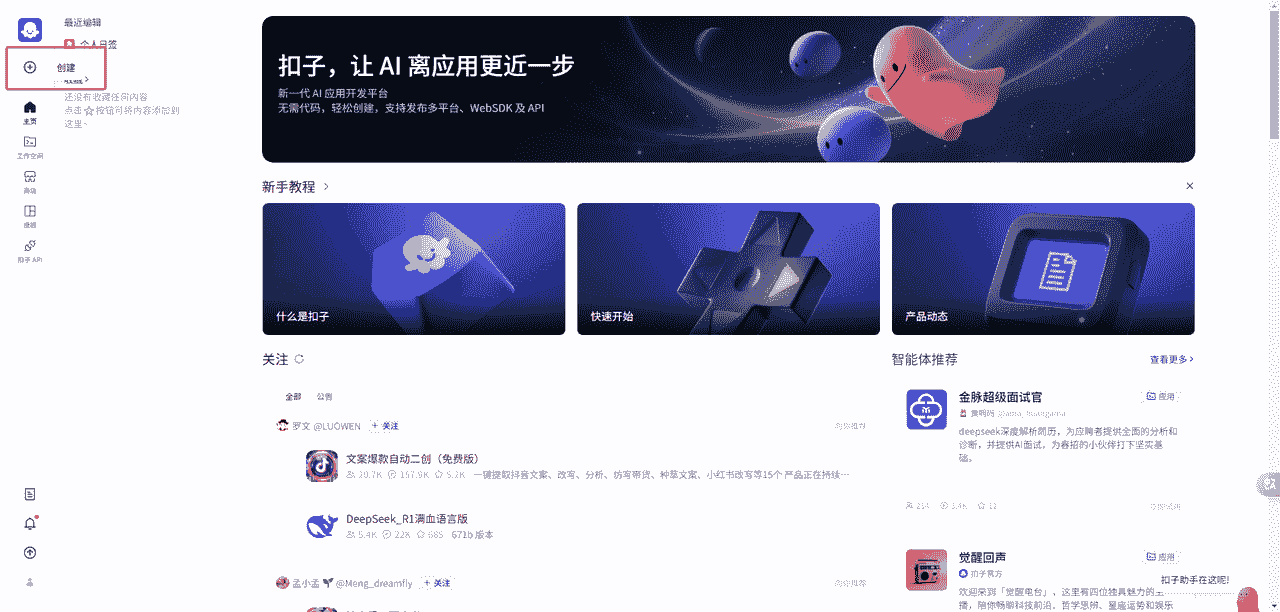 最近编辑
个人日签
创建
收藏
还没有收藏任何内容
点击☆按钮可将内容添加到
这里~
主页
工作空间
商店
模板
扣子 API
扣子，让 AI 离应用更近一步
新一代 AI 应用开发平台
无需代码，轻松创建，支持发布多平台、WebSDK 及 API
新手教程
什么是扣子
快速开始
产品动态
关注
全部 公告
罗文 @LUOWEN + 关注
为你推荐
文案爆款自动二创（免费版）
一键提取抖音文案、改写、分析、仿写带货、种草文案、小红书改写等15个 产品正在持续…
DeepSeek_R1满血语言版
5.4K 22K 685 671b 版本
孟小孟 @Meng_dreamfly + 关注
为你推荐
智能体推荐
查看更多
金脉超级面试官
应用
deepseek深度解析简历，为应聘者提供全面的分析和
诊断，并提供AI面试，为春招的小伙伴打下坚实基
础。
觉醒回声
应用
扣子官方
扣子助手在这呢!
欢迎来到「觉醒电台」，这里有四位独具魅力的主
播，陪你畅聊科技前沿、哲学思辨、星座运势和娱乐